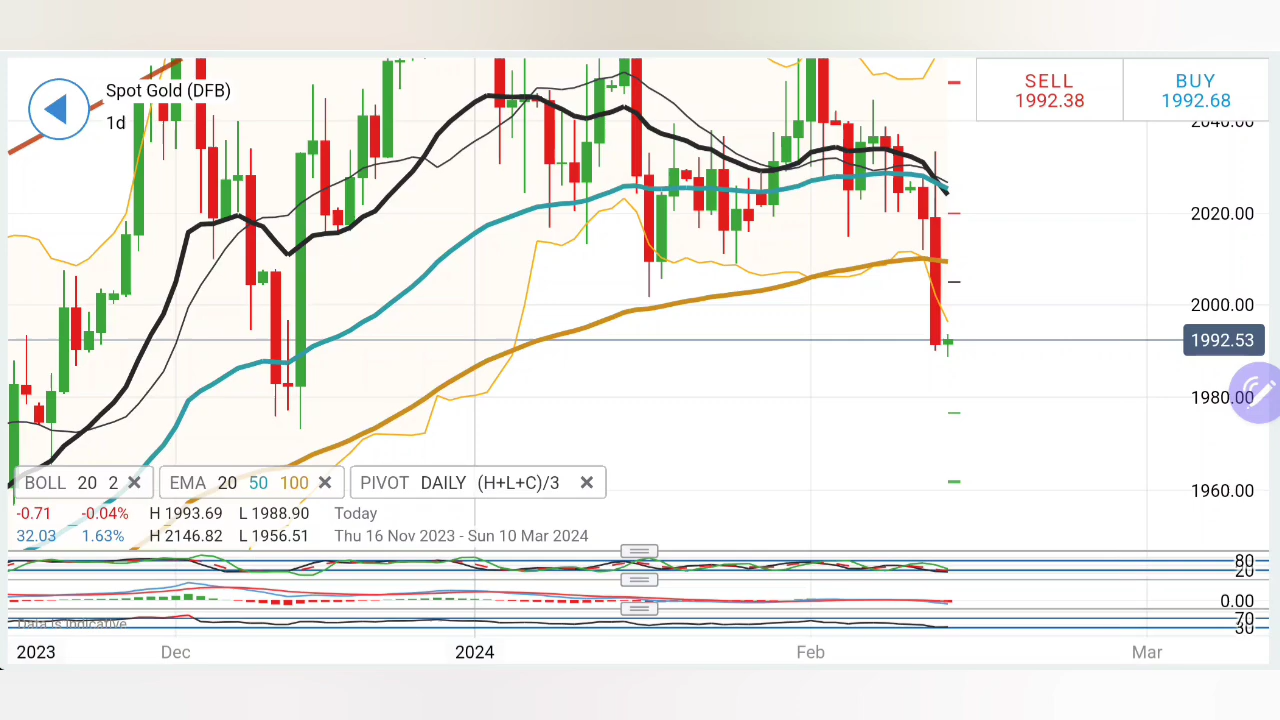 Spot Gold (DFB)
1d
SELL
1992.38
BUY
1992.68
2040.00
2020.00
2000.00
1992.53
1980.00
1960.00
BOLL 20 2 ✕ EMA 20 50 100 ✕ PIVOT DAILY (H+L+C)/3 ✕
-0.71 -0.04% H 1993.69 L 1988.90 Today
32.03 1.63% H 2146.82 L 1956.51 Thu 16 Nov 2023 - Sun 10 Mar 2024
80
20
0.00
70
30
Data is indicative
2023 Dec 2024 Feb Mar